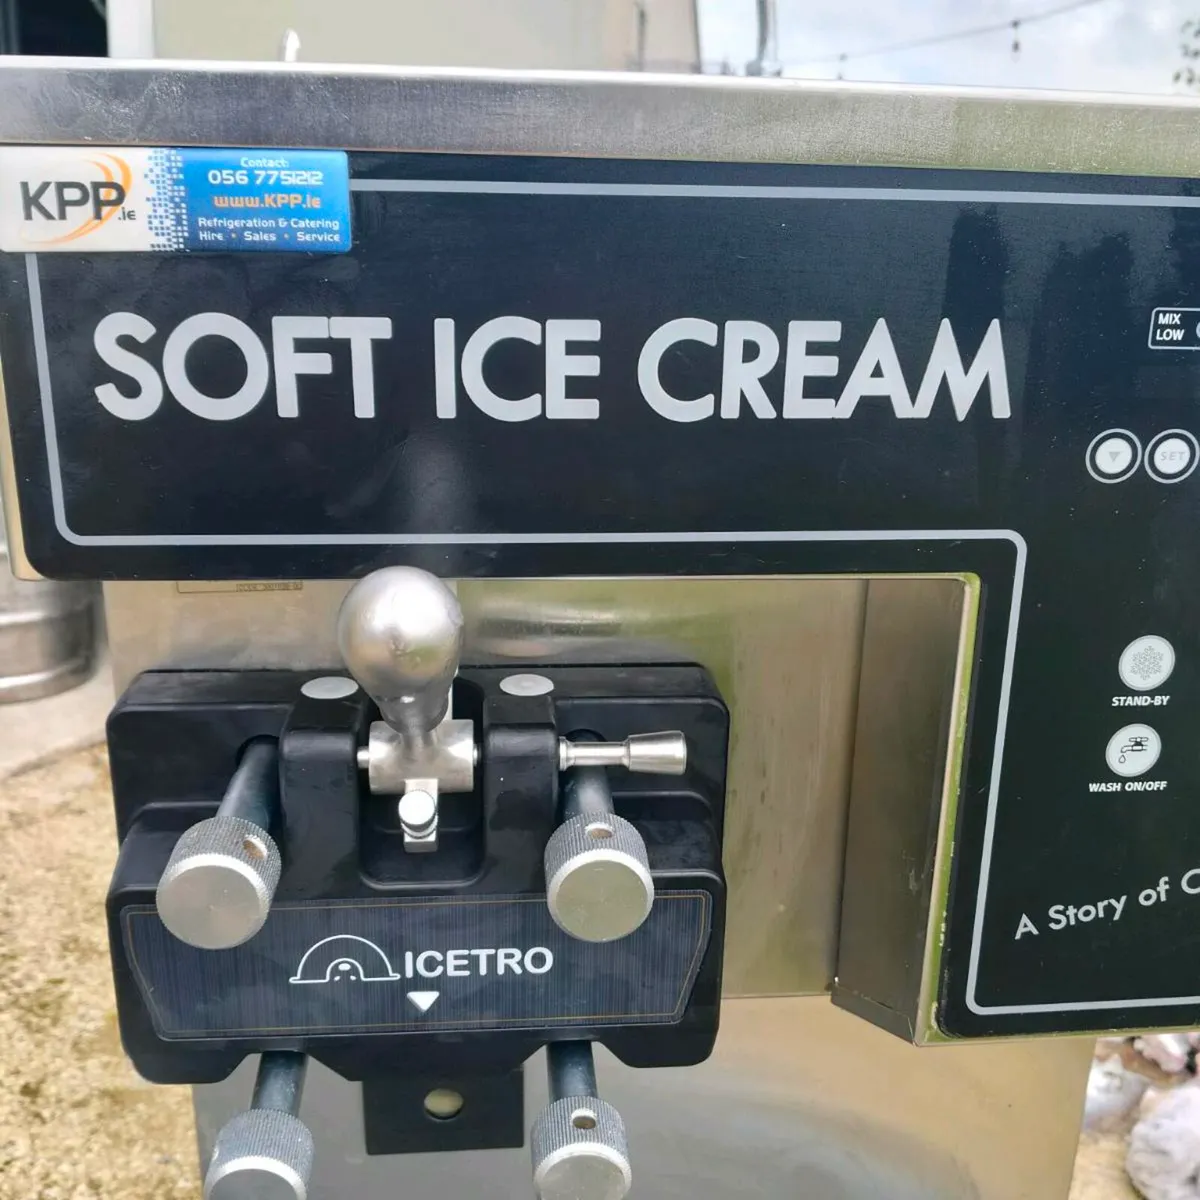 KPP.ie
Contact:
056 7751212
www.KPP.ie
Refrigeration & Catering
Hire • Sales • Service
SOFT ICE CREAM
MIX
LOW
SET
STAND-BY
WASH ON/OFF
A Story of
ICETRO